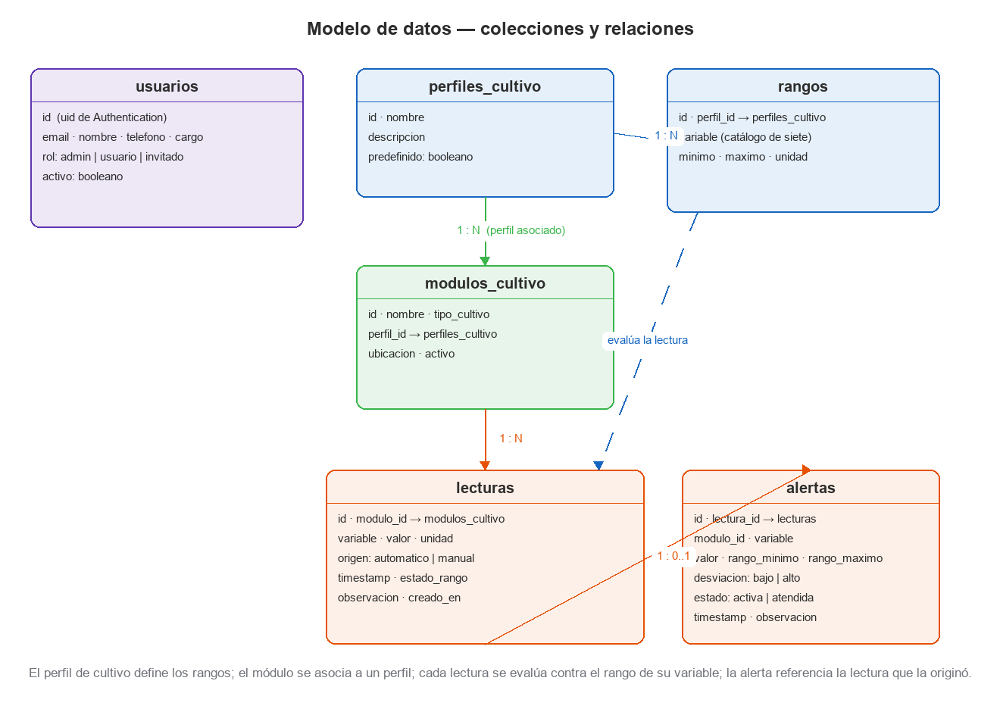 Modelo de datos — colecciones y relaciones
usuarios
id (uid de Authentication)
email · nombre · telefono · cargo
rol: admin | usuario | invitado
activo: booleano
perfiles_cultivo
id · nombre
descripcion
predefinido: booleano
1 : N
rangos
id · perfil_id → perfiles_cultivo
ariable (catálogo de siete)
minimo · maximo · unidad
1 : N (perfil asociado)
modulos_cultivo
id · nombre · tipo_cultivo
perfil_id → perfiles_cultivo
ubicacion · activo
evalúa la lectura
1 : N
lecturas
id · modulo_id → modulos_cultivo
variable · valor · unidad
origen: automatico | manual
timestamp · estado_rango
observacion · creado_en
1 : 0..1
alertas
id · lectura_id → lecturas
modulo_id · variable
valor · rango_minimo · rango_maximo
desviacion: bajo | alto
estado: activa | atendida
timestamp · observacion
El perfil de cultivo define los rangos; el módulo se asocia a un perfil; cada lectura se evalúa contra el rango de su variable; la alerta referencia la lectura que la originó.